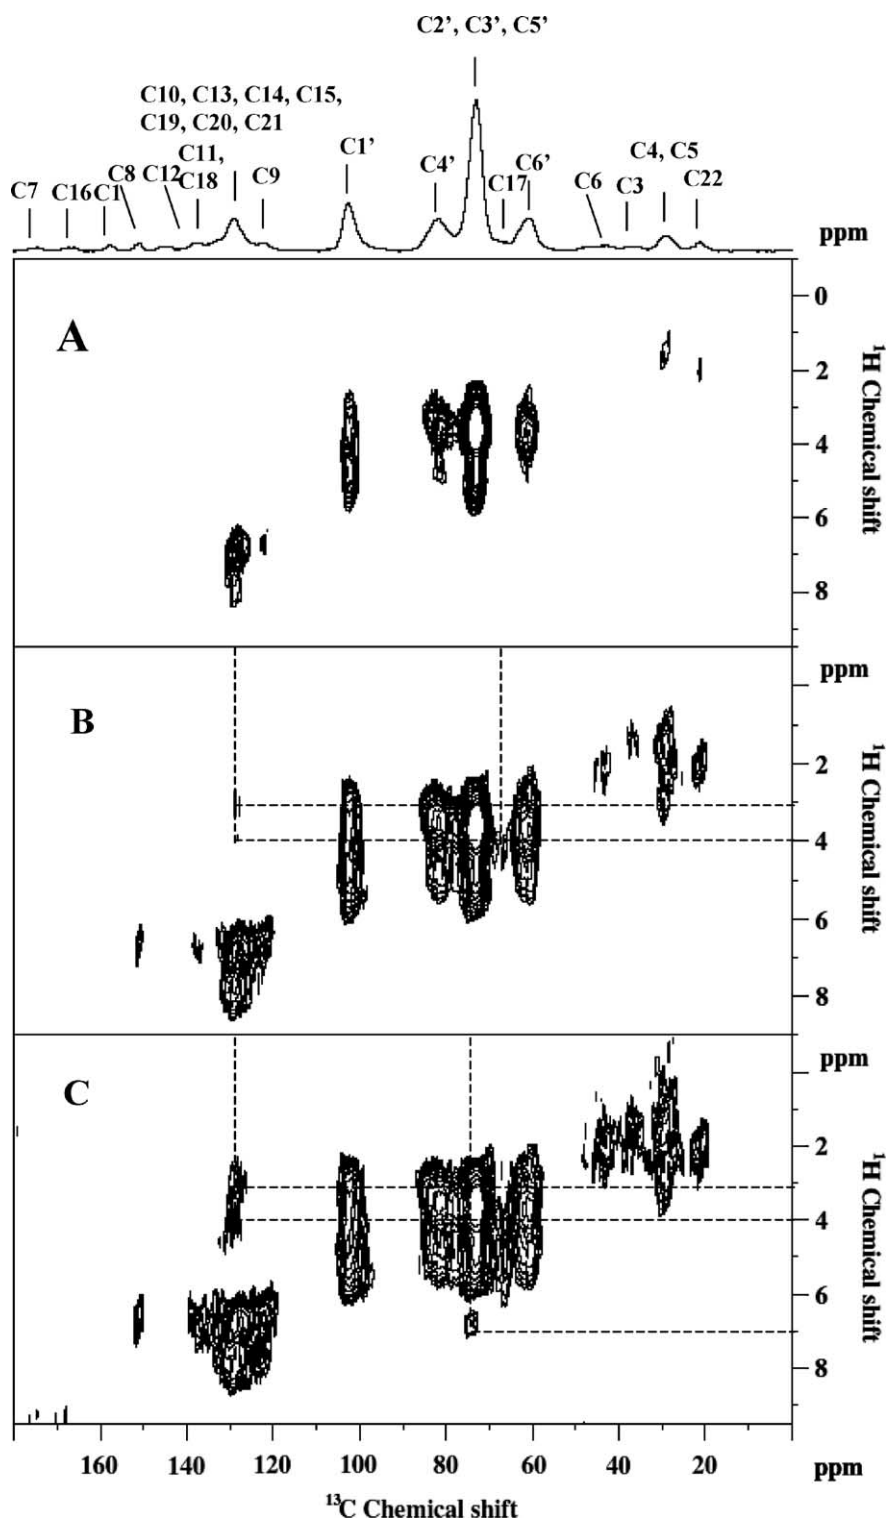 C2’, C3’, C5’
C10, C13, C14, C15,
C19, C20, C21
C7 C16 C1 C8 C12 C11, C18 C9 C1’ C4’ C17 C6’ C6 C3 C4, C5 C22
ppm
A
0
2
4
6
8
¹H Chemical shift
B
ppm
2
4
6
8
¹H Chemical shift
C
ppm
2
4
6
8
¹H Chemical shift
160 140 120 100 80 60 40 20 ppm
¹³C Chemical shift